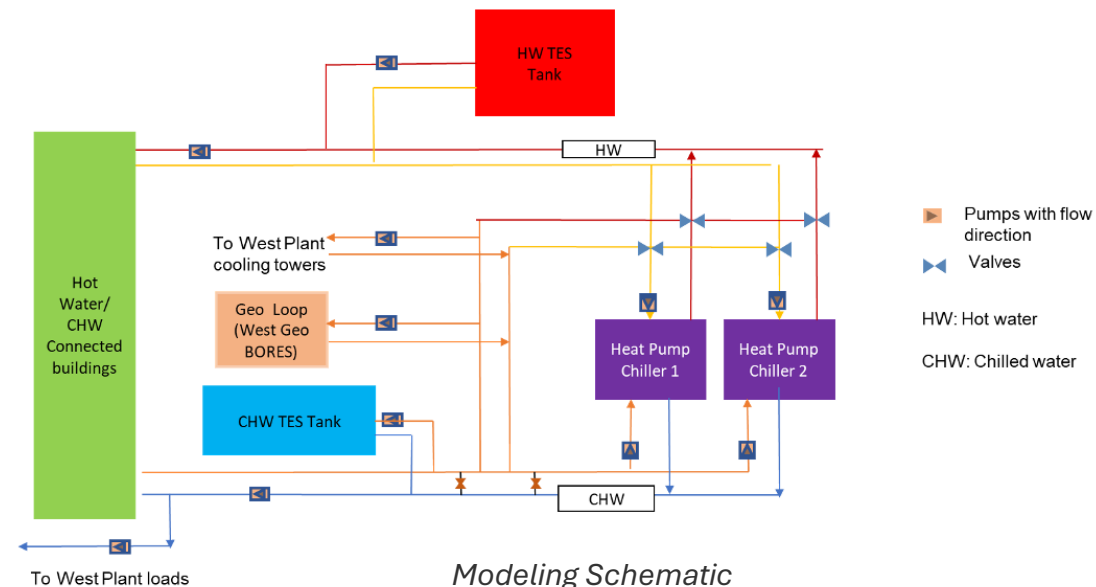 HW TES
Tank
HW
To West Plant
cooling towers
Hot
Water/
CHW
Connected
buildings
Geo Loop
(West Geo
BORES)
CHW TES Tank
Heat Pump
Chiller 1
Heat Pump
Chiller 2
CHW
Pumps with flow
direction
Valves
HW: Hot water
CHW: Chilled water
To West Plant loads
Modeling Schematic